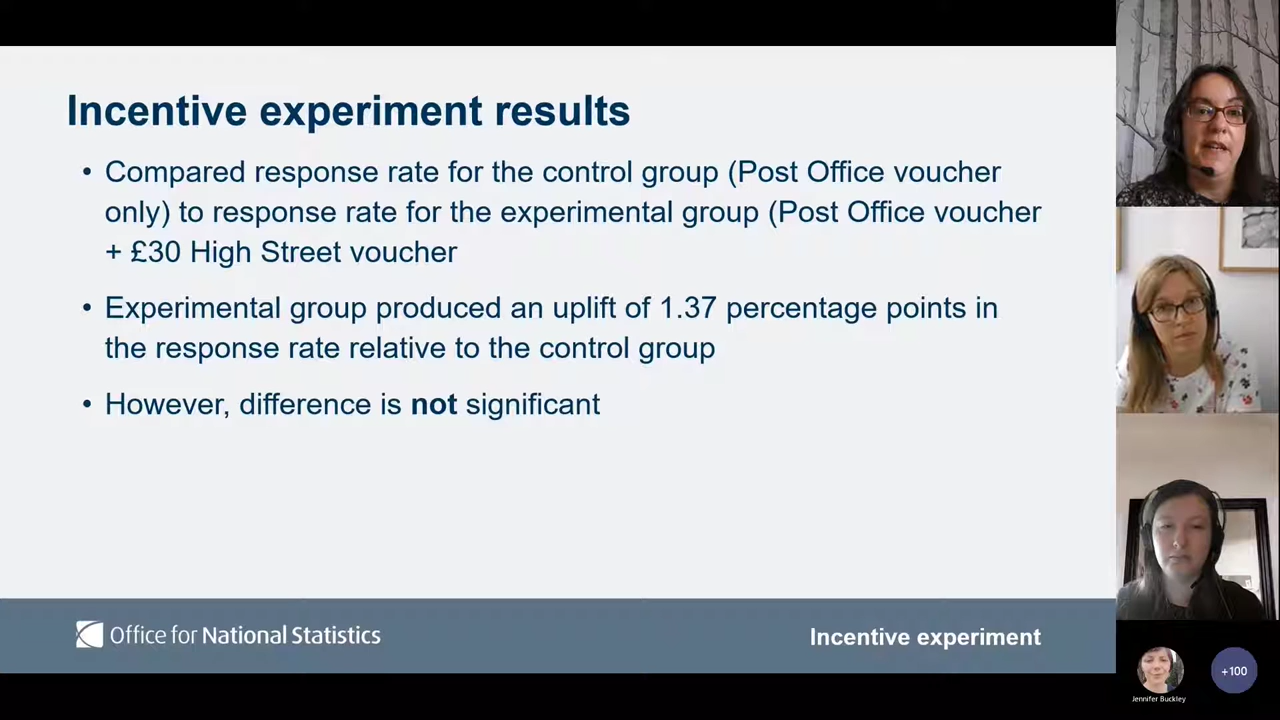 Incentive experiment results
• Compared response rate for the control group (Post Office voucher
only) to response rate for the experimental group (Post Office voucher
+ £30 High Street voucher
• Experimental group produced an uplift of 1.37 percentage points in
the response rate relative to the control group
• However, difference is not significant
Office for National Statistics
Incentive experiment
Jennifer Buckley
+100